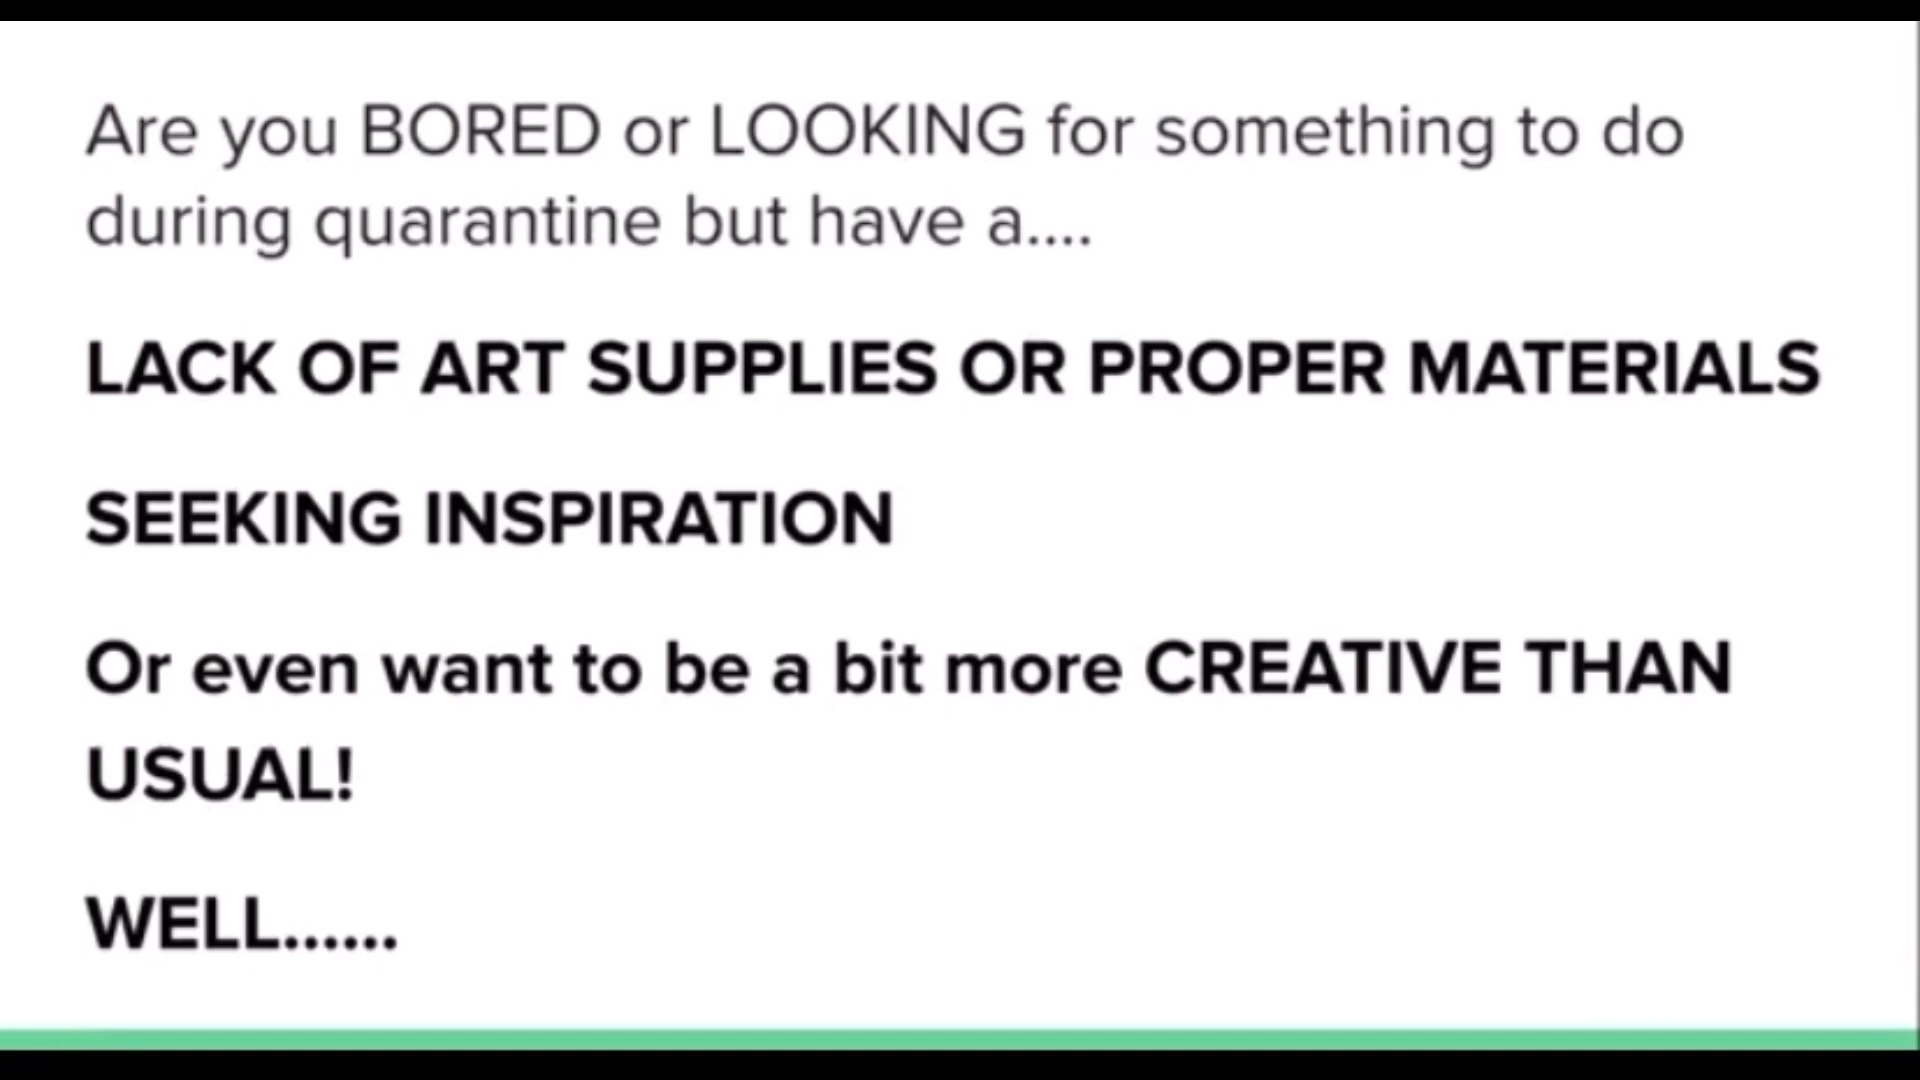 Are you BORED or LOOKING for something to do
during quarantine but have a....
LACK OF ART SUPPLIES OR PROPER MATERIALS
SEEKING INSPIRATION
Or even want to be a bit more CREATIVE THAN
USUAL!
WELL......